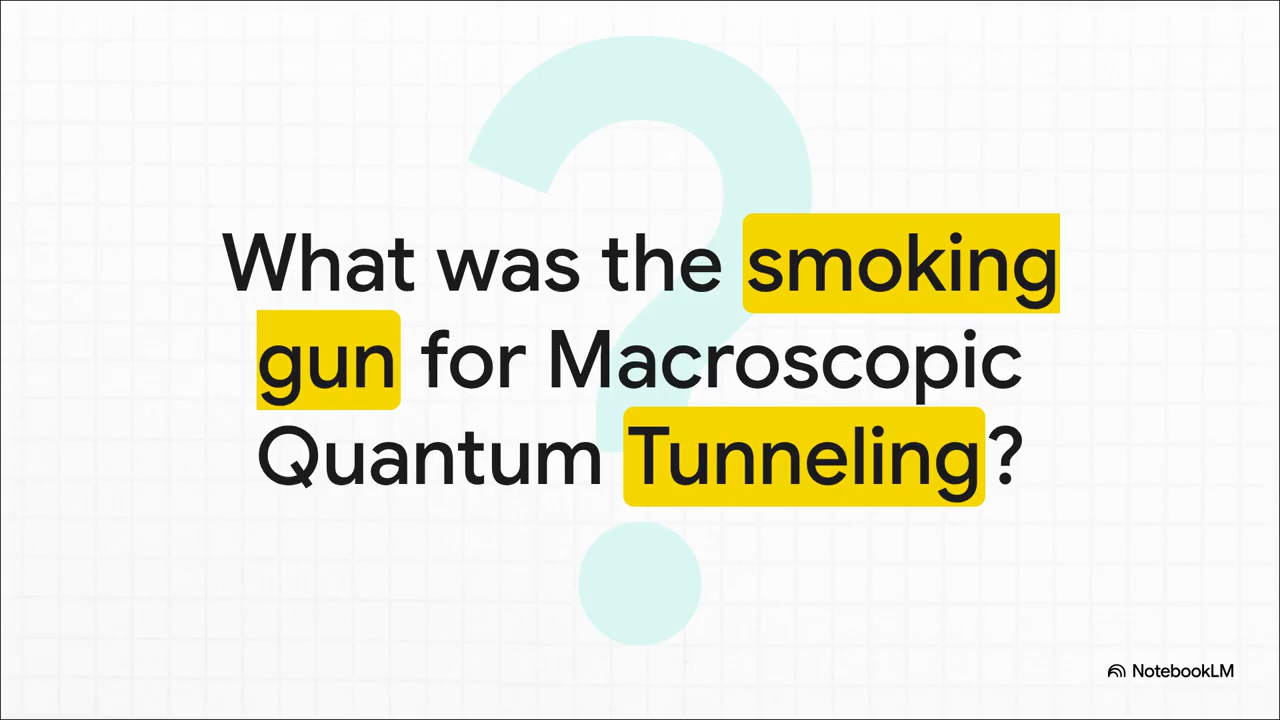 What was the smoking
gun for Macroscopic
Quantum Tunneling?
NotebookLM